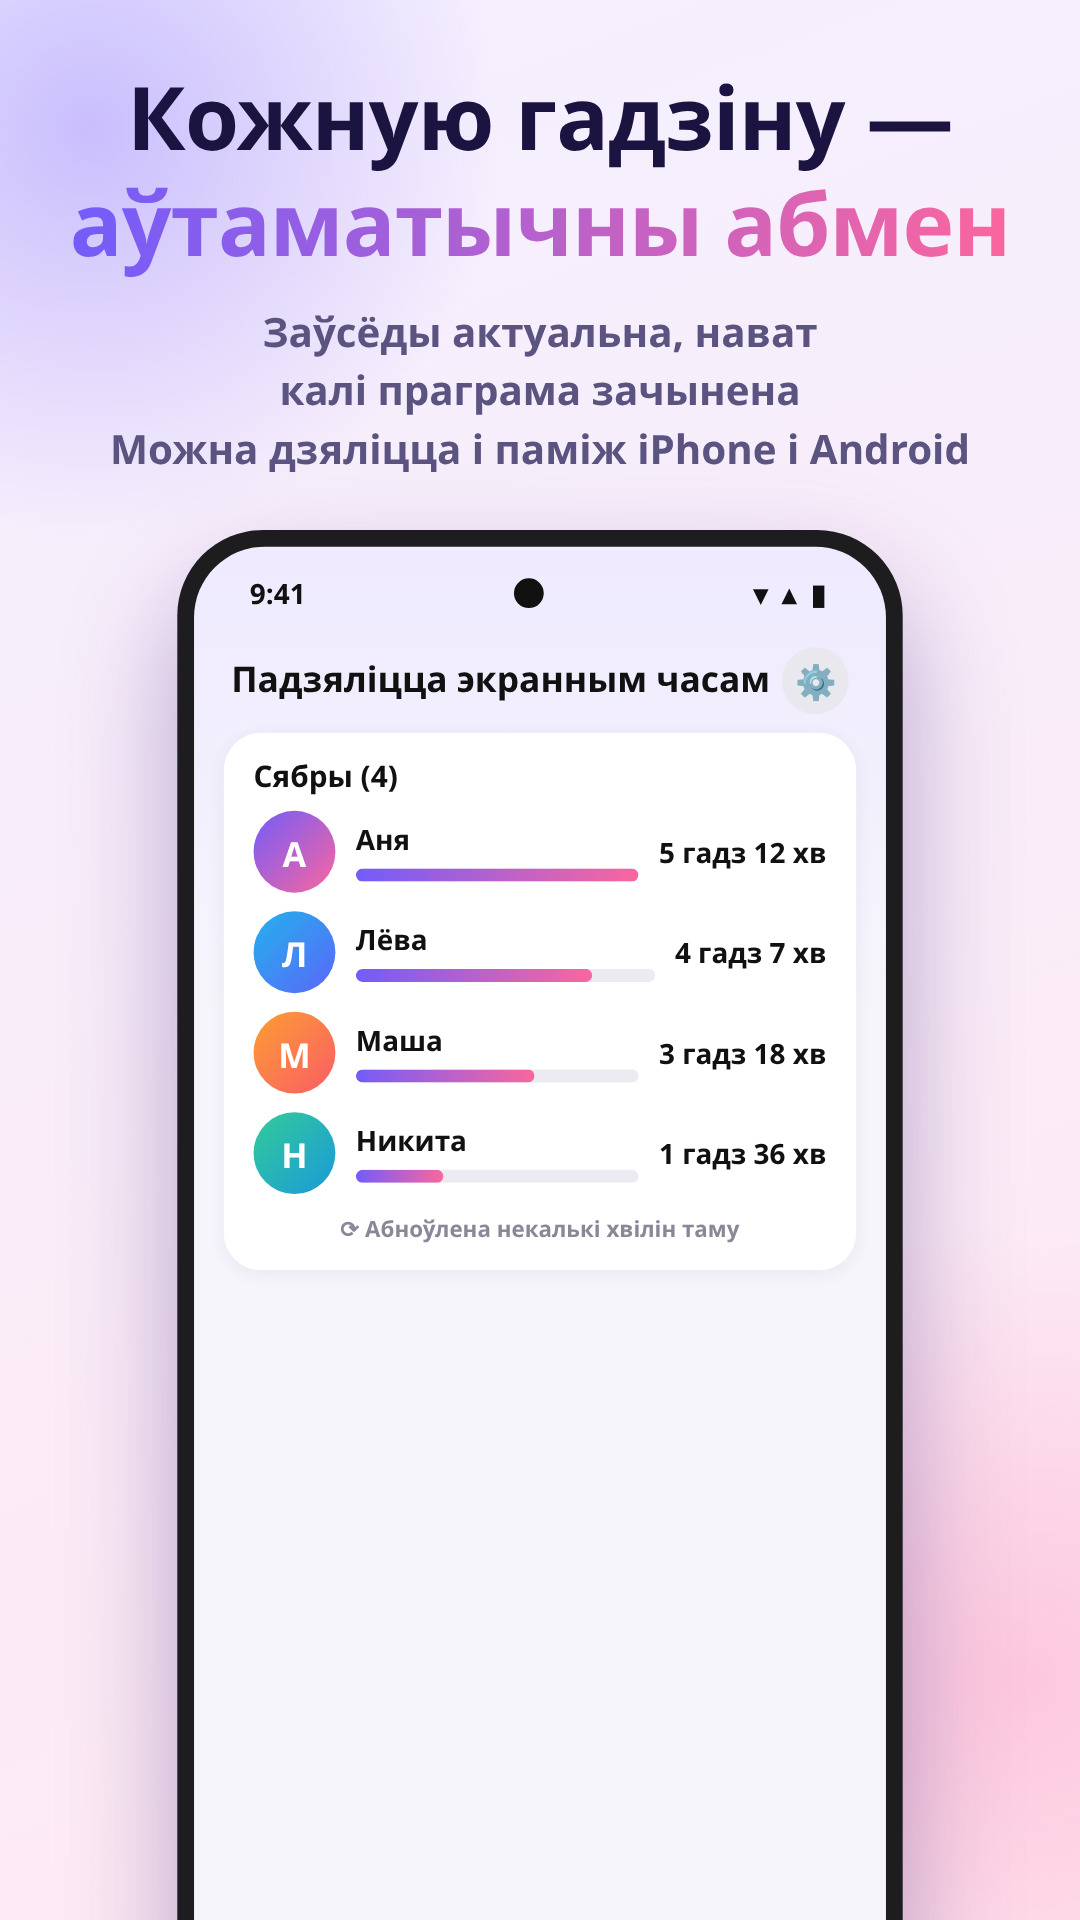 Кожную гадзіну —
аўтаматычны абмен
Заўсёды актуальна, нават
калі праграма зачынена
Можна дзяліцца і паміж iPhone і Android
9:41
Падзяліцца экранным часам
Сябры (4)
А
Аня
5 гадз 12 хв
Л
Лёва
4 гадз 7 хв
М
Маша
3 гадз 18 хв
Н
Никита
1 гадз 36 хв
⟳ Абноўлена некалькі хвілін таму